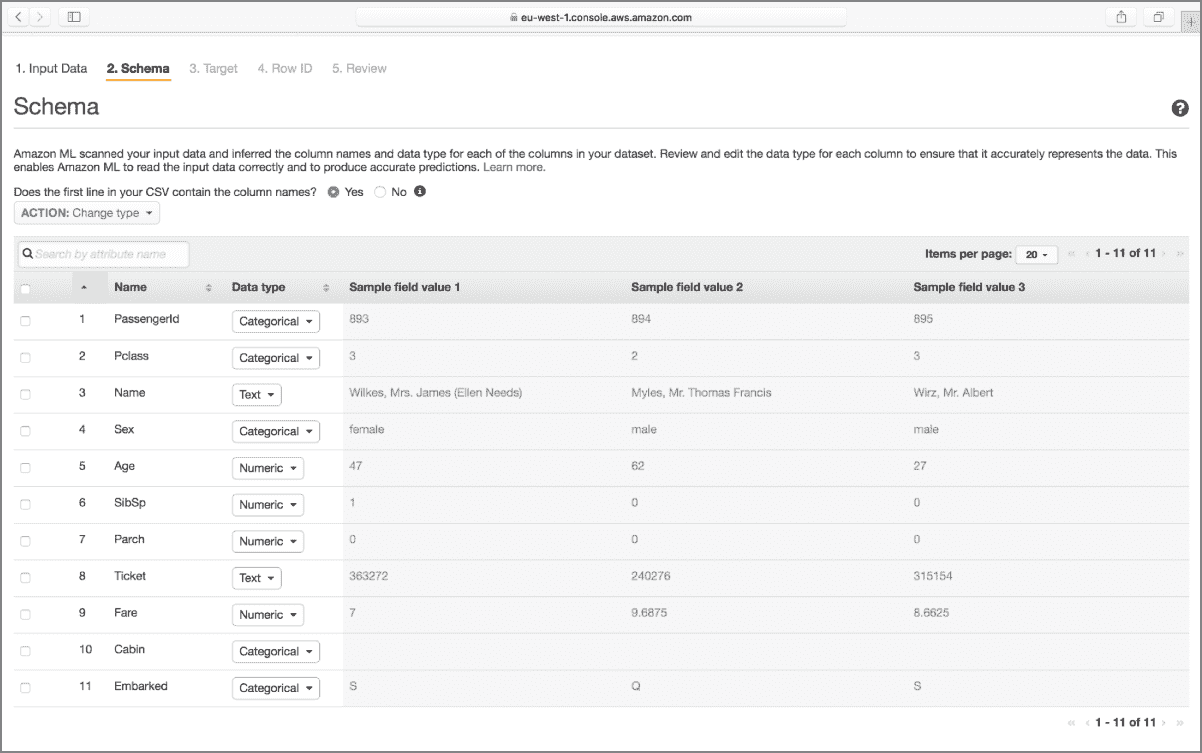 eu-west-1.console.aws.amazon.com
1. Input Data 2. Schema 3. Target 4. Row ID 5. Review
Schema
?
Amazon ML scanned your input data and inferred the column names and data type for each of the columns in your dataset. Review and edit the data type for each column to ensure that it accurately represents the data. This
enables Amazon ML to read the input data correctly and to produce accurate predictions. Learn more.
Does the first line in your CSV contain the column names? Yes No i
ACTION: Change type
Search by attribute name Items per page: 20 « ‹ 1 - 11 of 11 › »
Name Data type Sample field value 1 Sample field value 2 Sample field value 3
1 PassengerId Categorical 893 894 895
2 Pclass Categorical 3 2 3
3 Name Text Wilkes, Mrs. James (Ellen Needs) Myles, Mr. Thomas Francis Wirz, Mr. Albert
4 Sex Categorical female male male
5 Age Numeric 47 62 27
6 SibSp Numeric 1 0 0
7 Parch Numeric 0 0 0
8 Ticket Text 363272 240276 315154
9 Fare Numeric 7 9.6875 8.6625
10 Cabin Categorical
11 Embarked Categorical S Q S
« ‹ 1 - 11 of 11 › »